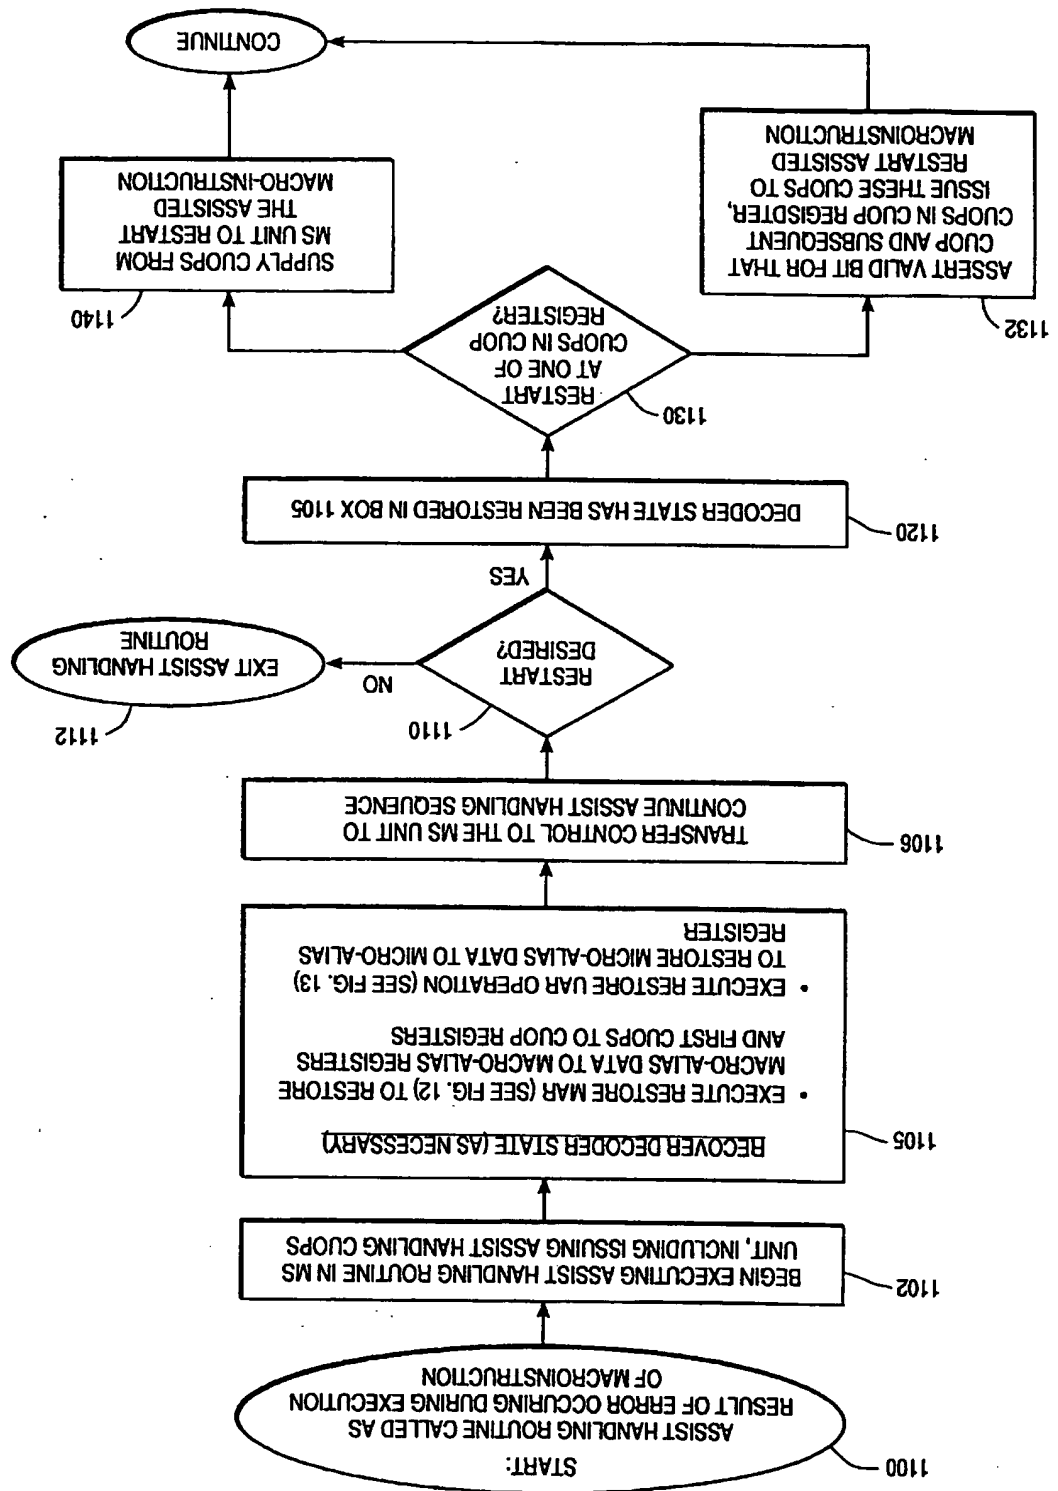 1100
START:
ASSIST HANDLING ROUTINE CALLED AS
RESULT OF ERROR OCCURING DURING EXECUTION
OF MACROINSTRUCTION
1102
BEGIN EXECUTING ASSIST HANDLING ROUTINE IN MS
UNIT, INCLUDING ISSUING ASSIST HANDLING CUOPS
1105
RECOVER DECODER STATE (AS NECESSARY)
• EXECUTE RESTORE MAR (SEE FIG. 12) TO RESTORE
MACRO-ALIAS DATA TO MACRO-ALIAS REGISTERS
AND FIRST CUOPS TO CUOP REGISTERS
• EXECUTE RESTORE UAR OPERATION (SEE FIG. 13)
TO RESTORE MICRO-ALIAS DATA TO MICRO-ALIAS
REGISTER
1106
TRANSFER CONTROL TO THE MS UNIT TO
CONTINUE ASSIST HANDLING SEQUENCE
1110
RESTART
DESIRED?
NO
1112
EXIT ASSIST HANDLING
ROUTINE
YES
1120
DECODER STATE HAS BEEN RESTORED IN BOX 1105
1130
RESTART
AT ONE OF
CUOPS IN CUOP
REGISTER?
1132
ASSERT VALID BIT FOR THAT
CUOP AND SUBSEQUENT
CUOPS IN CUOP REGISDTER,
ISSUE THESE CUOPS TO
RESTART ASSISTED
MACROINSTRUCTION
1140
SUPPLY CUOPS FROM
MS UNIT TO RESTART
THE ASSISTED
MACRO-INSTRUCTION
CONTINUE